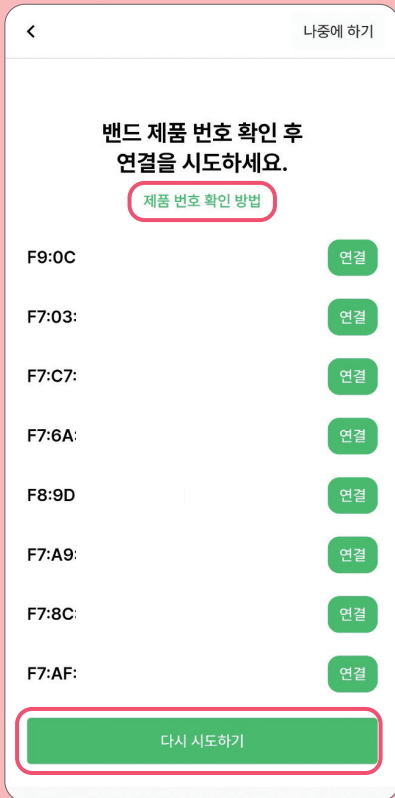 나중에 하기
밴드 제품 번호 확인 후
연결을 시도하세요.
제품 번호 확인 방법
F9:0C 연결
F7:03: 연결
F7:C7: 연결
F7:6A: 연결
F8:9D 연결
F7:A9: 연결
F7:8C: 연결
F7:AF: 연결
다시 시도하기